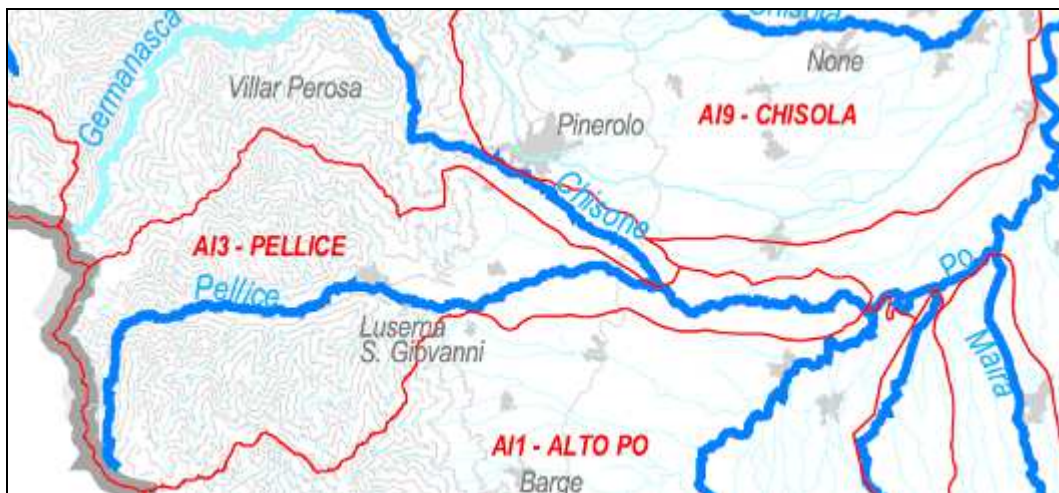 Chisola
None
Germanasca
Villar Perosa
Pinerolo
AI9 - CHISOLA
Chisone
AI3 - PELLICE
Pellice
Po
Luserna
S. Giovanni
Maira
AI1 - ALTO PO
Barge